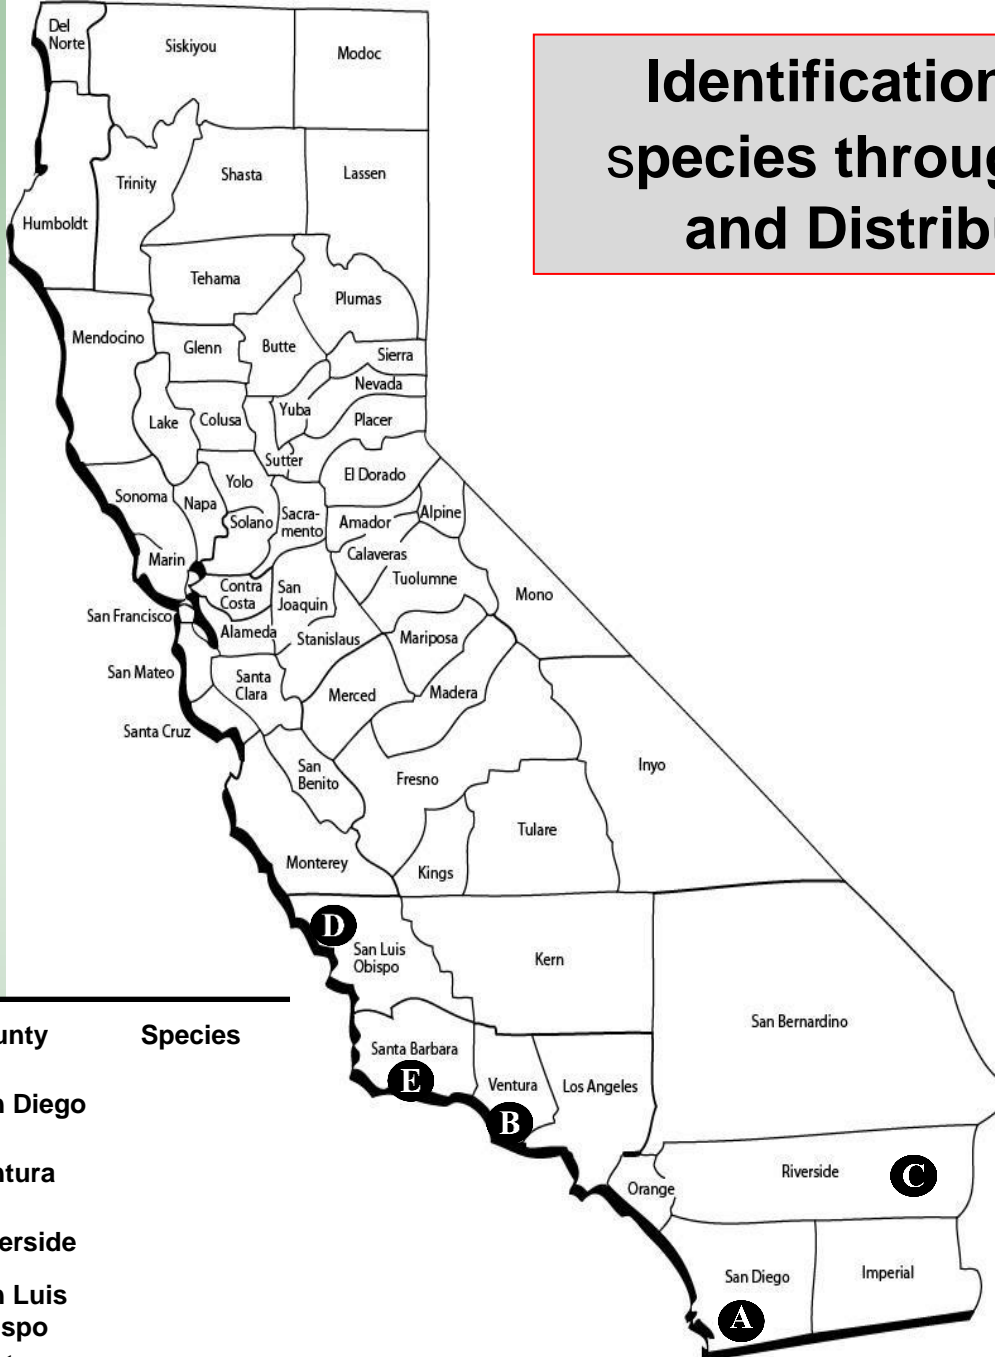 Identification
species throug
and Distrib
Del
Norte
Siskiyou
Modoc
Humboldt
Trinity
Shasta
Lassen
Tehama
Plumas
Mendocino
Glenn
Butte
Sierra
Nevada
Lake
Colusa
Yuba
Placer
Sutter
El Dorado
Sonoma
Napa
Yolo
Solano
Sacra-
mento
Amador
Alpine
Marin
Calaveras
Contra
Costa
San
Joaquin
Tuolumne
Mono
San Francisco
Alameda
Stanislaus
Mariposa
San Mateo
Santa
Clara
Merced
Madera
Santa Cruz
San
Benito
Fresno
Inyo
Tulare
Monterey
Kings
D
San Luis
Obispo
Kern
San Bernardino
Santa Barbara
E
Ventura
B
Los Angeles
Orange
Riverside
C
San Diego
A
Imperial
unty Species
n Diego
ntura
erside
n Luis
spo